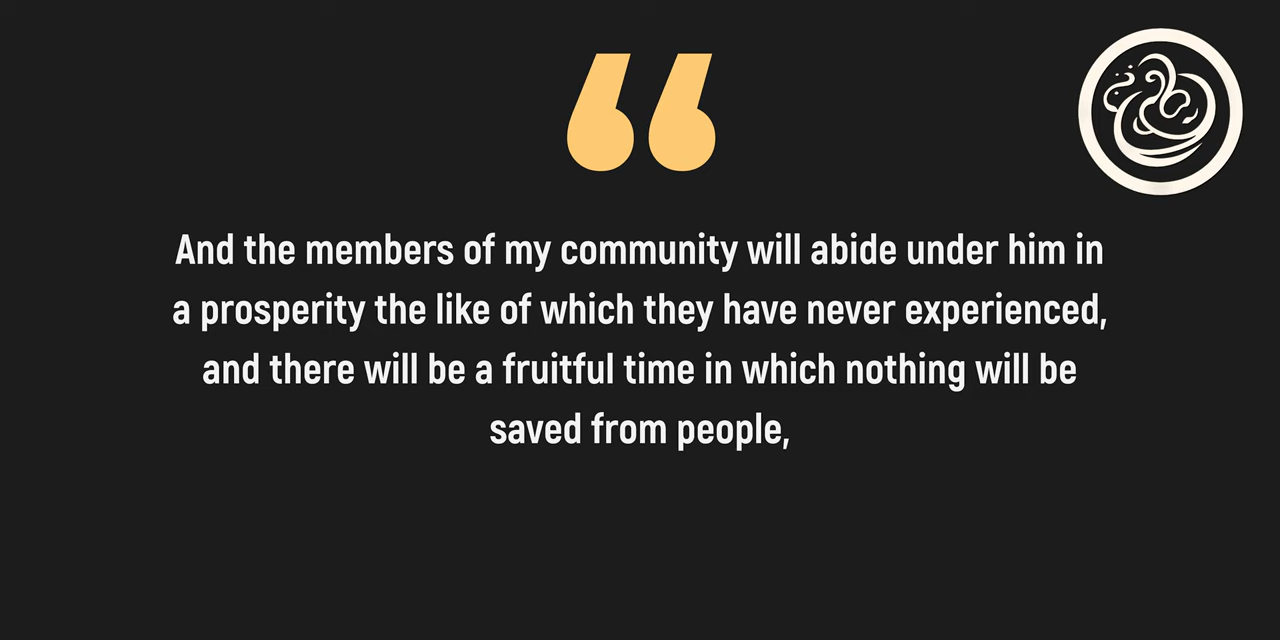 And the members of my community will abide under him in
a prosperity the like of which they have never experienced,
and there will be a fruitful time in which nothing will be
saved from people,